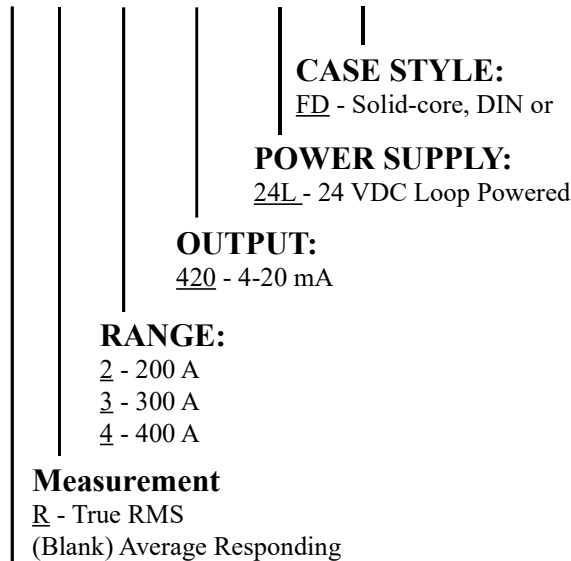 CASE STYLE:
FD - Solid-core, DIN or
POWER SUPPLY:
24L - 24 VDC Loop Powered
OUTPUT:
420 - 4-20 mA
RANGE:
2 - 200 A
3 - 300 A
4 - 400 A
Measurement
R - True RMS
(Blank) Average Responding